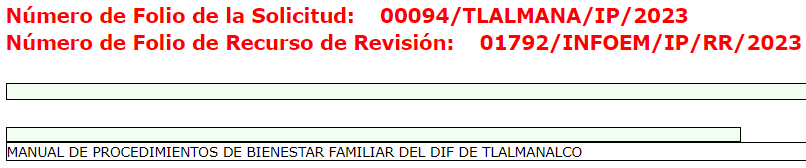 Número de Folio de la Solicitud: 00094/TLALMANA/IP/2023
Número de Folio de Recurso de Revisión: 01792/INFOEM/IP/RR/2023
MANUAL DE PROCEDIMIENTOS DE BIENESTAR FAMILIAR DEL DIF DE TLALMANALCO